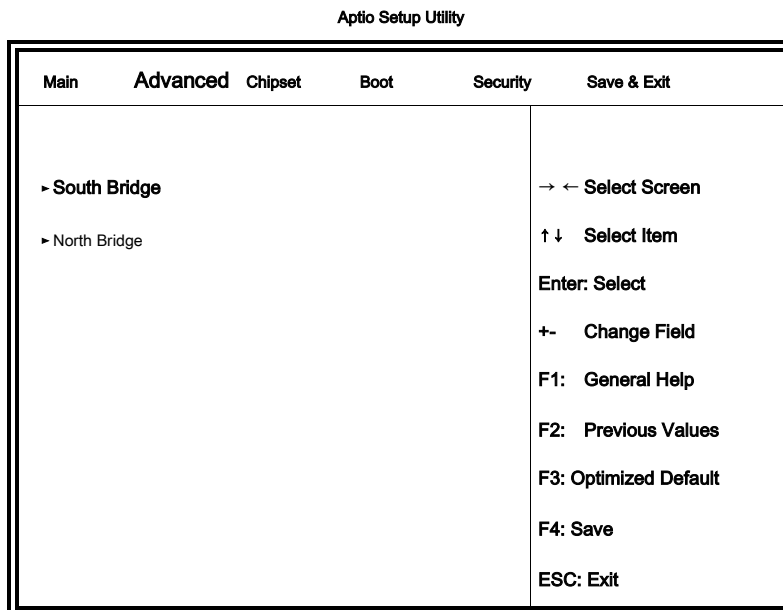 Aptio Setup Utility
Main Advanced Chipset Boot Security Save & Exit
►South Bridge
►North Bridge
→ ← Select Screen
↑↓ Select Item
Enter: Select
+- Change Field
F1: General Help
F2: Previous Values
F3: Optimized Default
F4: Save
ESC: Exit